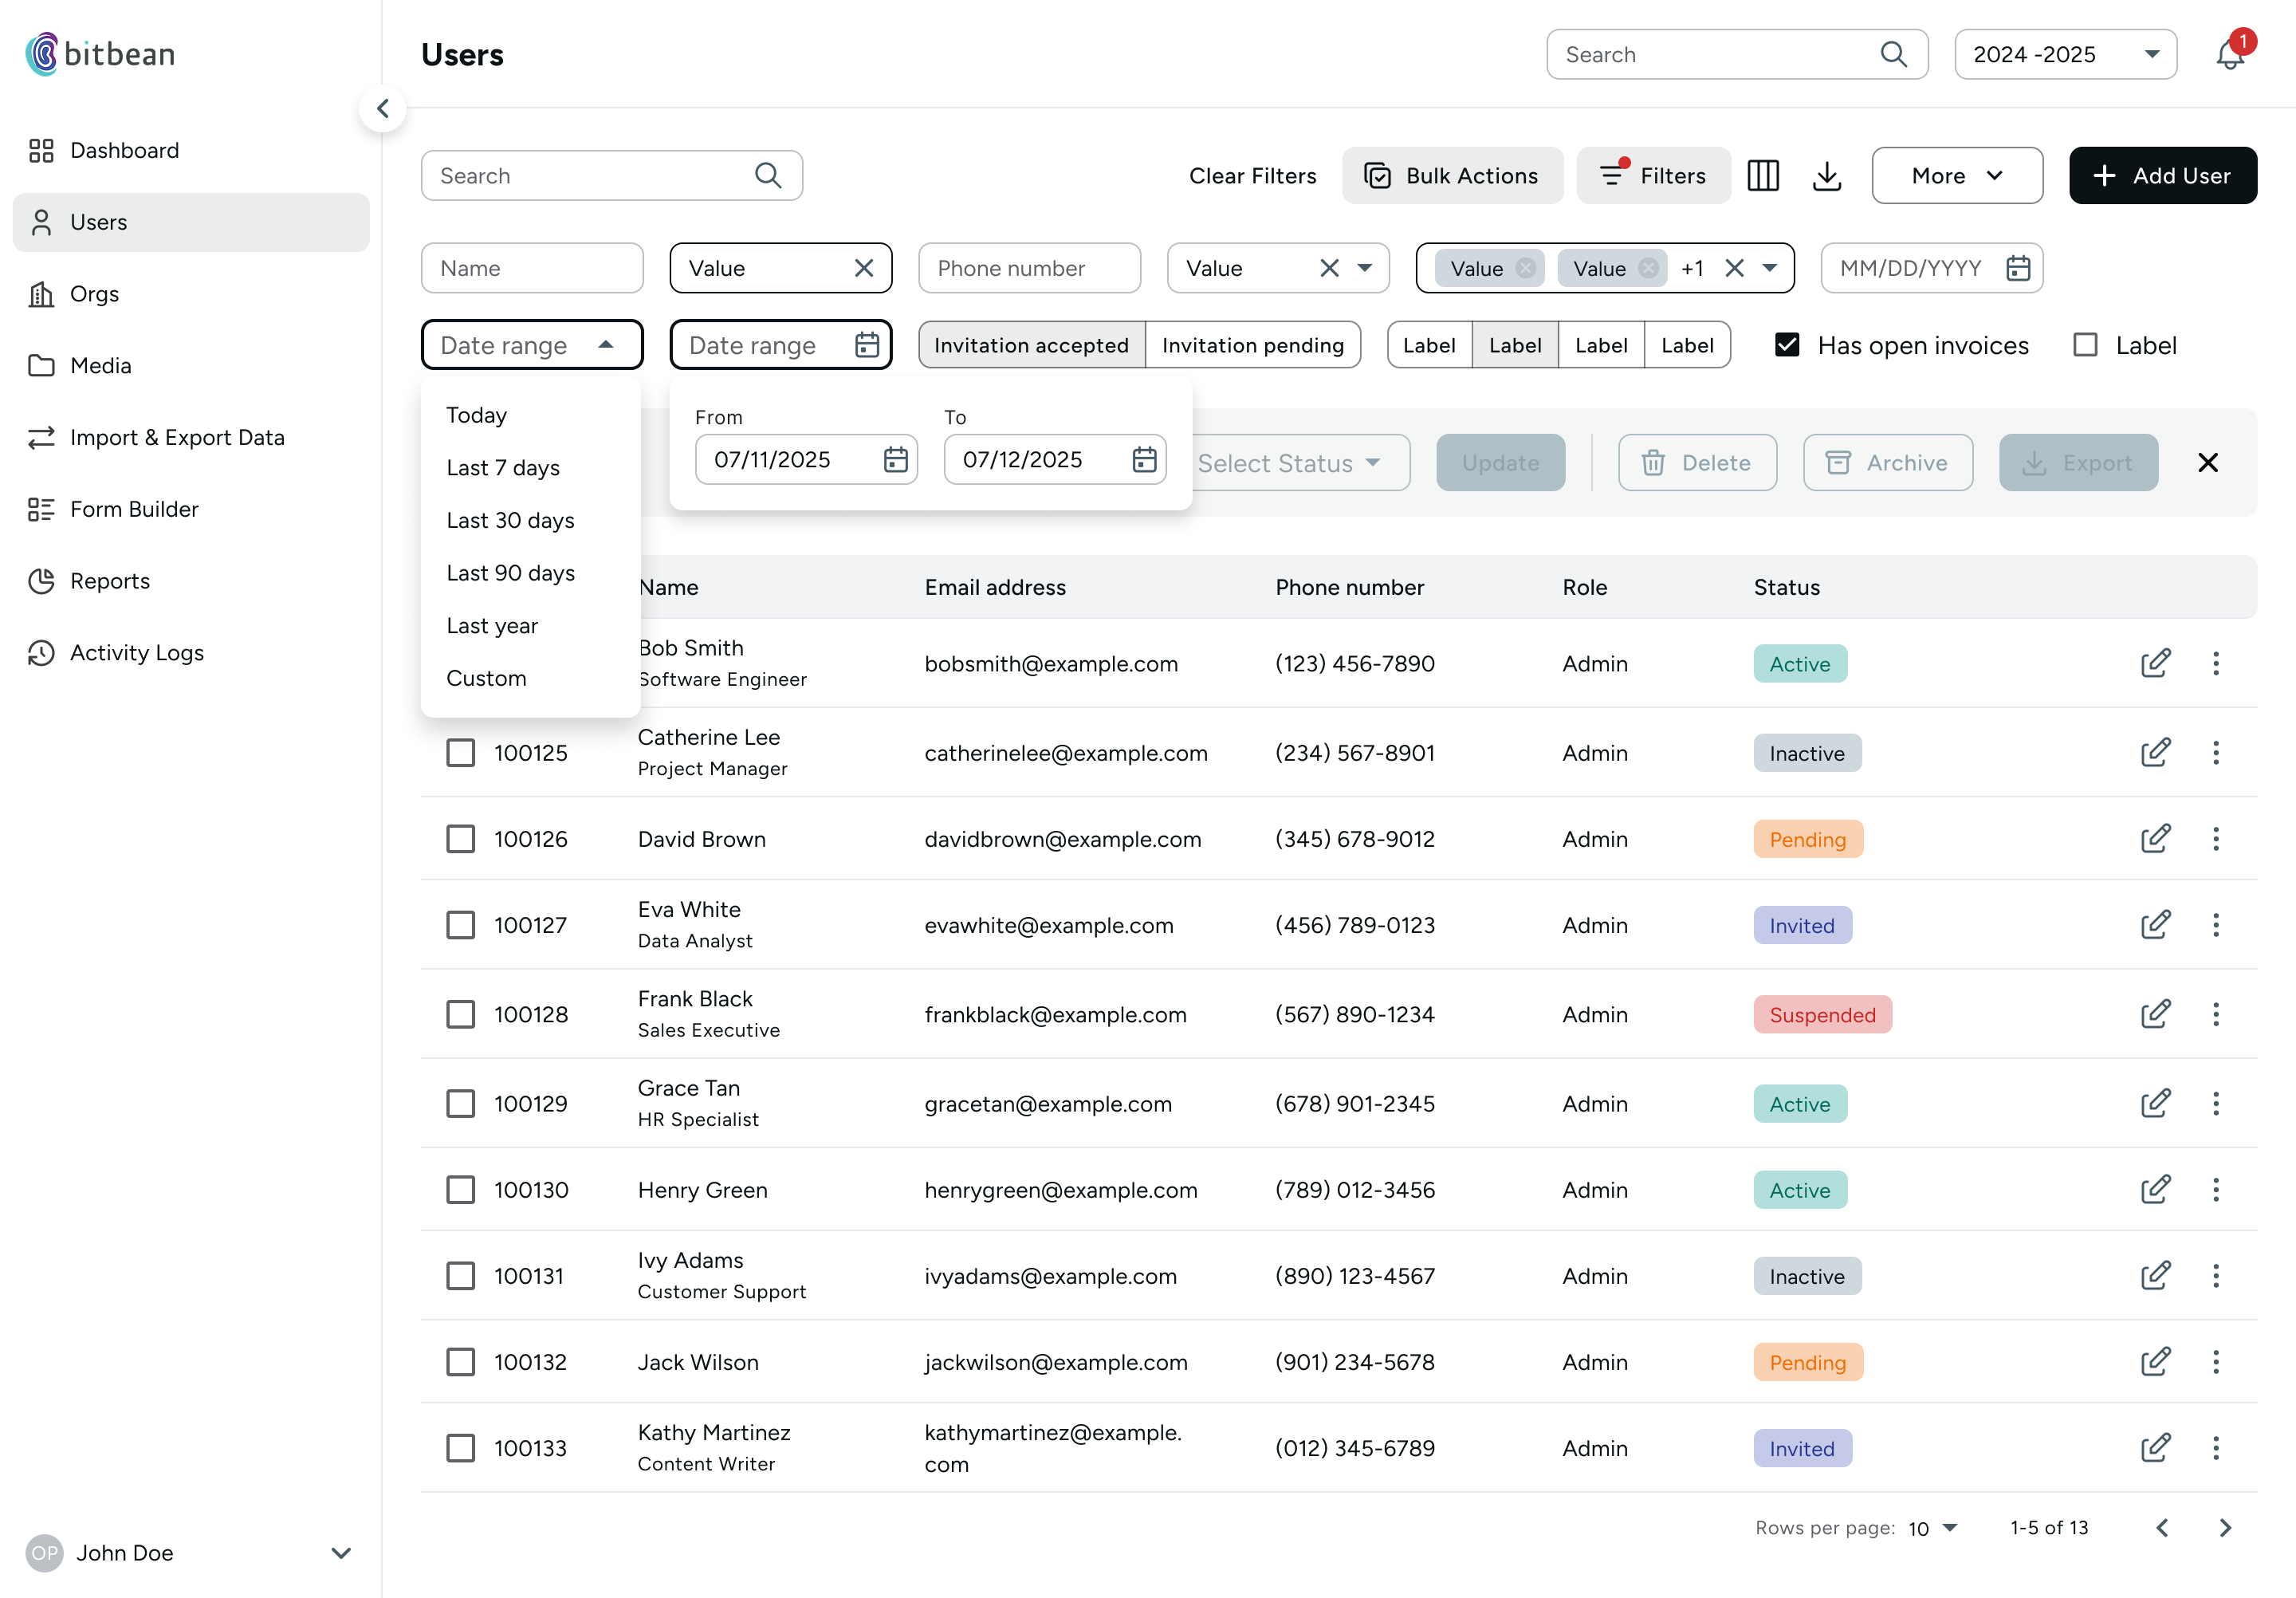 bitbean
Users
Search
2024 -2025
1
Dashboard
Users
Orgs
Media
Import & Export Data
Form Builder
Reports
Activity Logs
Search
Clear Filters
Bulk Actions
Filters
More
Add User
Name
Value
Phone number
Value
Value
Value
+1
MM/DD/YYYY
Date range
Date range
Invitation accepted
Invitation pending
Label
Label
Label
Label
Has open invoices
Label
Today
Last 7 days
Last 30 days
Last 90 days
Last year
Custom
From
07/11/2025
To
07/12/2025
Select Status
Update
Delete
Archive
Export
Name
Email address
Phone number
Role
Status
Bob Smith
Software Engineer
bobsmith@example.com
(123) 456-7890
Admin
Active
100125
Catherine Lee
Project Manager
catherinelee@example.com
(234) 567-8901
Admin
Inactive
100126
David Brown
davidbrown@example.com
(345) 678-9012
Admin
Pending
100127
Eva White
Data Analyst
evawhite@example.com
(456) 789-0123
Admin
Invited
100128
Frank Black
Sales Executive
frankblack@example.com
(567) 890-1234
Admin
Suspended
100129
Grace Tan
HR Specialist
gracetan@example.com
(678) 901-2345
Admin
Active
100130
Henry Green
henrygreen@example.com
(789) 012-3456
Admin
Active
100131
Ivy Adams
Customer Support
ivyadams@example.com
(890) 123-4567
Admin
Inactive
100132
Jack Wilson
jackwilson@example.com
(901) 234-5678
Admin
Pending
100133
Kathy Martinez
Content Writer
kathymartinez@example.
com
(012) 345-6789
Admin
Invited
Rows per page:
10
1-5 of 13
OP
John Doe